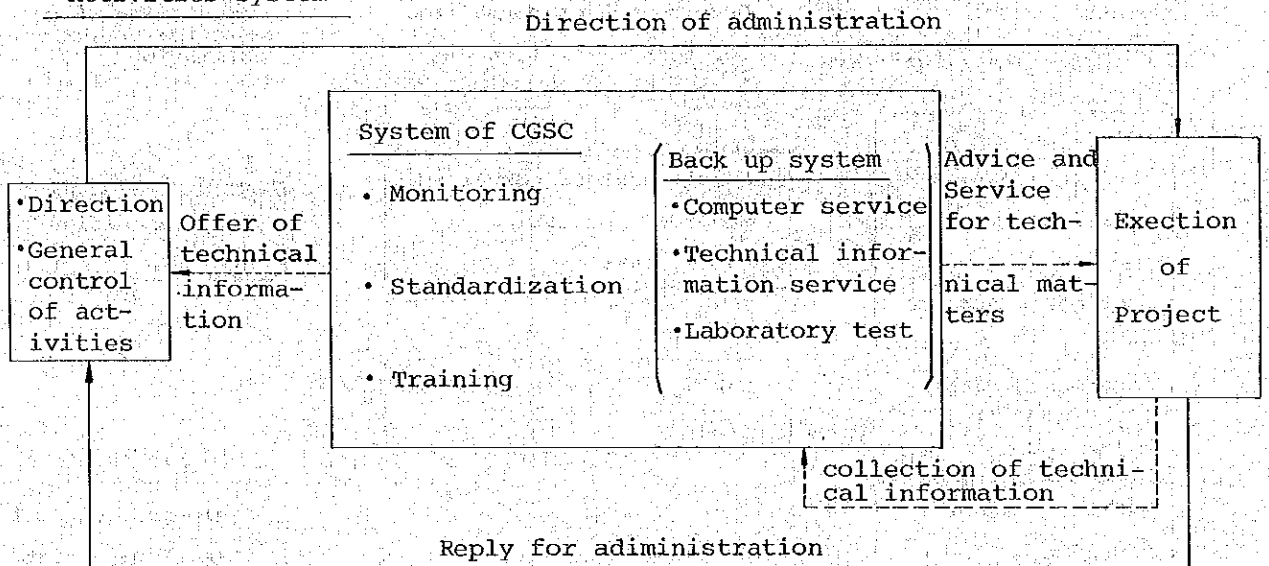 Direction of administration
System of CGSC
• Monitoring
• Standardization
• Training
Back up system
•Computer service
•Technical infor-
mation service
•Laboratory test
Advice and
Service
for tech-
nical mat-
ters
Exection
of
Project
•Direction
•General
control
of act-
ivities
Offer of
technical
informa-
tion
collection of techni-
cal information
Reply for adiministration